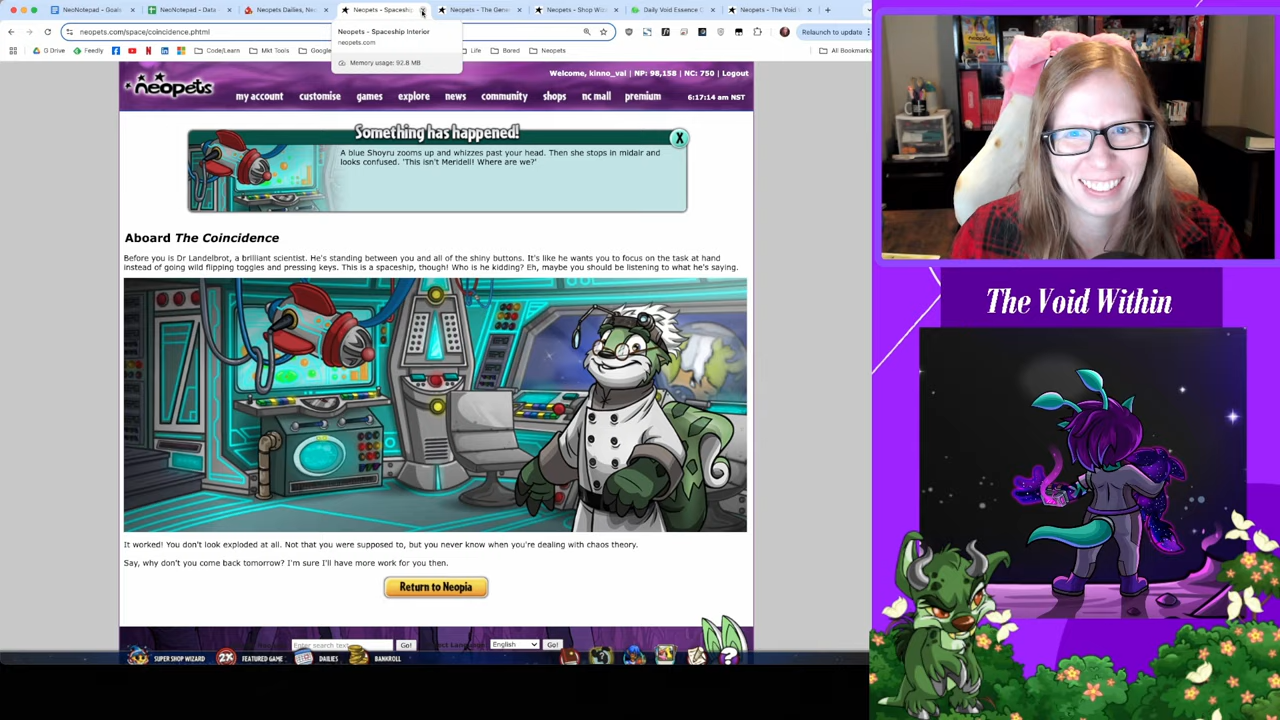 NeoNotepad - Goals
NeoNotepad - Data
Neopets Dailies, Neo
Neopets - Spaceship
Neopets - The Gene
Neopets - Shop Wiz
Daily Void Essence D
Neopets - The Void
neopets.com/space/coincidence.phtml
Relaunch to update
Neopets - Spaceship Interior
neopets.com
Memory usage: 92.8 MB
G Drive
Feedly
Code/Learn
Mkt Tools
Google
Life
Bored
Neopets
All Bookmarks
neopets
Welcome, kinno_val | NP: 98,158 | NC: 750 | Logout
my account customise games explore news community shops nc mall premium 6:17:14 am NST
Something has happened!
X
A blue Shoyru zooms up and whizzes past your head. Then she stops in midair and
looks confused. 'This isn't Meridell! Where are we?'
Aboard The Coincidence
Before you is Dr Landelbrot, a brilliant scientist. He's standing between you and all of the shiny buttons. It's like he wants you to focus on the task at hand
instead of going wild flipping toggles and pressing keys. This is a spaceship, though! Who is he kidding? Eh, maybe you should be listening to what he's saying.
It worked! You don't look exploded at all. Not that you were supposed to, but you never know when you're dealing with chaos theory.
Say, why don't you come back tomorrow? I'm sure I'll have more work for you then.
Return to Neopia
Enter search text...
Go!
English
Go!
SUPER SHOP WIZARD
2X
FEATURED GAME
DAILIES
BANKROLL
?
The Void Within